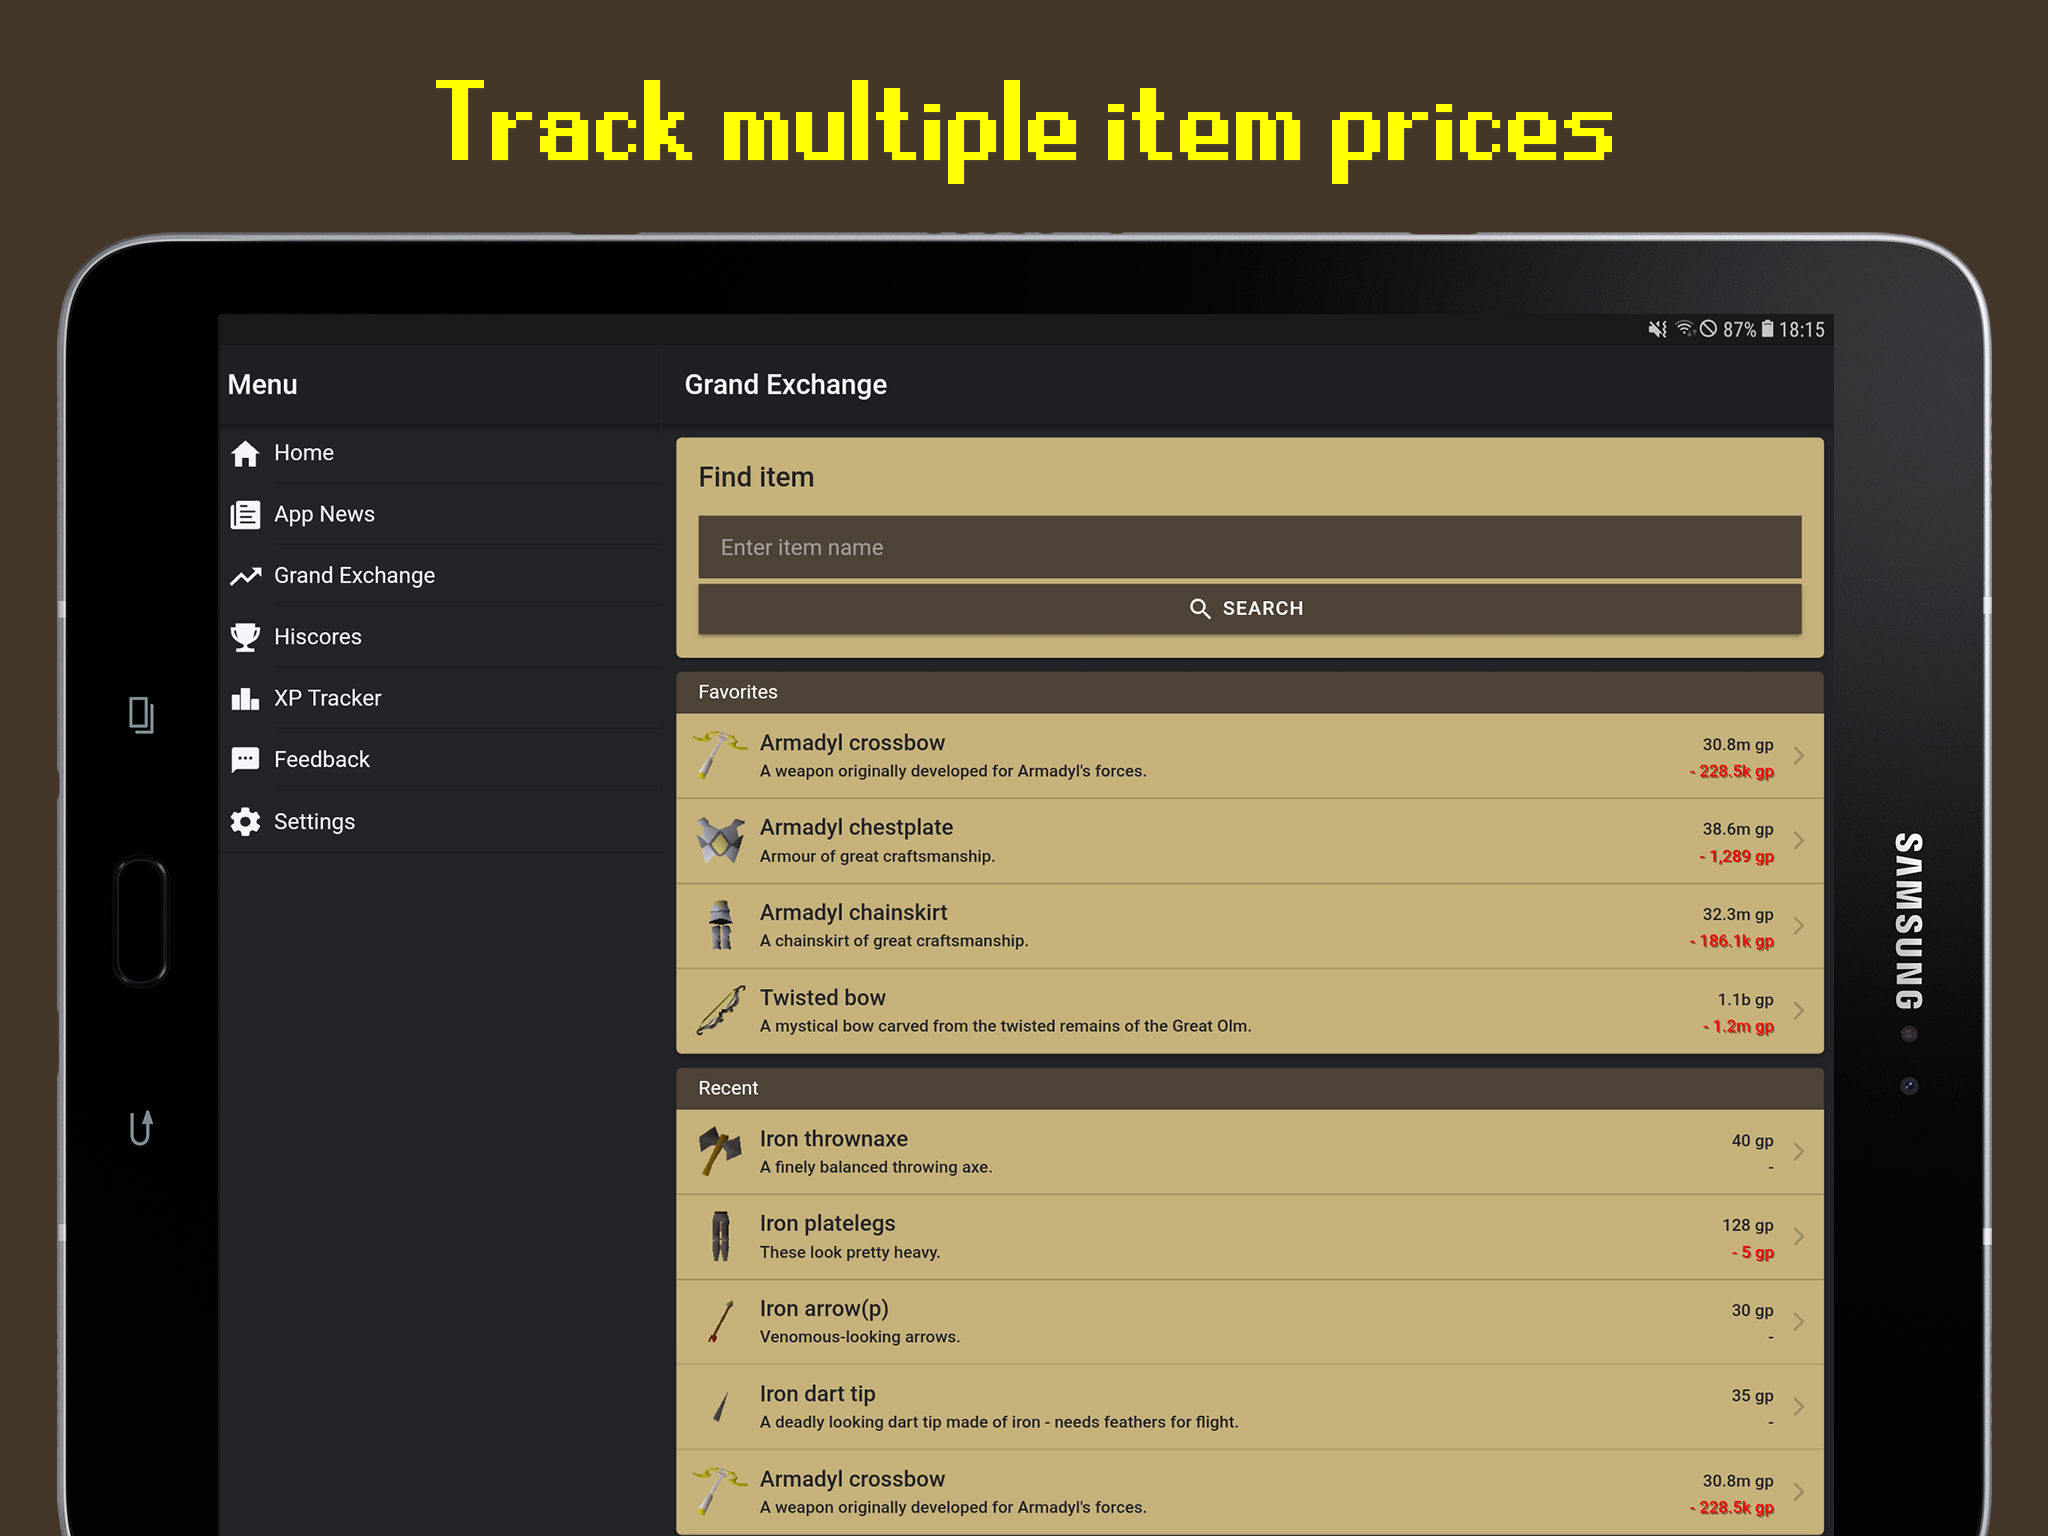 Track multiple item prices
87% 18:15
Menu
Grand Exchange
Home
App News
Grand Exchange
Hiscores
XP Tracker
Feedback
Settings
Find item
Enter item name
SEARCH
Favorites
Armadyl crossbow
30.8m gp
A weapon originally developed for Armadyl's forces.
- 228.5k gp
Armadyl chestplate
38.6m gp
Armour of great craftsmanship.
- 1,289 gp
Armadyl chainskirt
32.3m gp
A chainskirt of great craftsmanship.
- 186.1k gp
Twisted bow
1.1b gp
A mystical bow carved from the twisted remains of the Great Olm.
- 1.2m gp
Recent
Iron thrownaxe
40 gp
A finely balanced throwing axe.
-
Iron platelegs
128 gp
These look pretty heavy.
- 5 gp
Iron arrow(p)
30 gp
Venomous-looking arrows.
-
Iron dart tip
35 gp
A deadly looking dart tip made of iron - needs feathers for flight.
-
Armadyl crossbow
30.8m gp
A weapon originally developed for Armadyl's forces.
- 228.5k gp
SAMSUNG